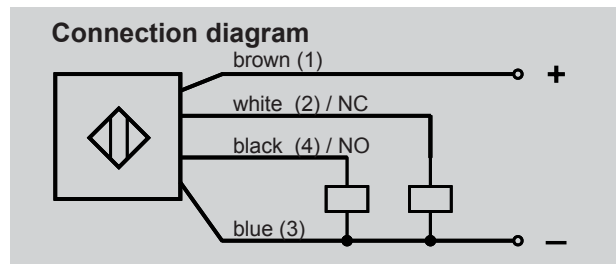 Connection diagram
brown (1)
+
white (2) / NC
black (4) / NO
blue (3)
–